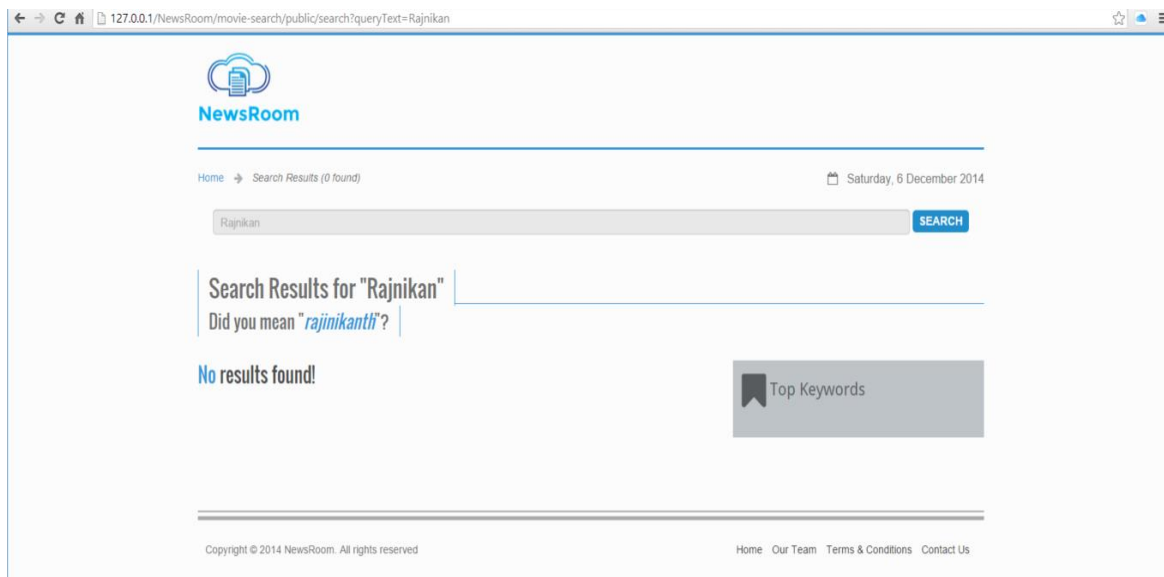 127.0.0.1/NewsRoom/movie-search/public/search?queryText=Rajnikan
NewsRoom
Home Search Results (0 found)
Saturday, 6 December 2014
Rajnikan
SEARCH
Search Results for "Rajnikan"
Did you mean "rajinikanth"?
No results found!
Top Keywords
Copyright © 2014 NewsRoom. All rights reserved
Home Our Team Terms & Conditions Contact Us